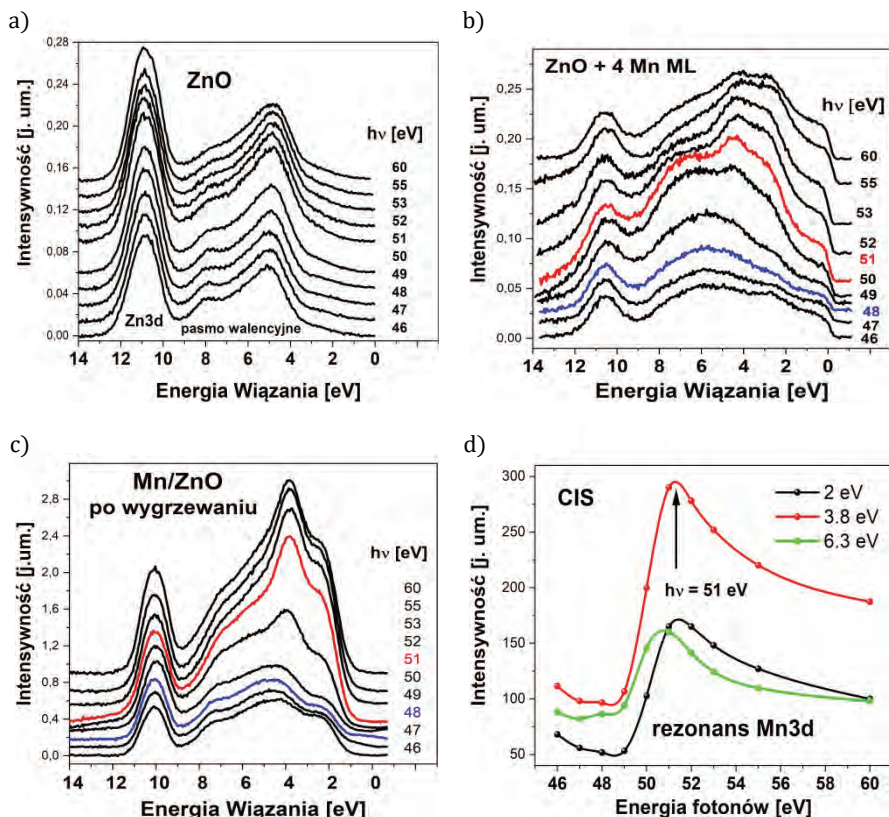 a)
0,28
0,24
0,20
0,16
0,12
0,08
0,04
0,00
Intensywność [j. um.]
ZnO
hν [eV]
60
55
53
52
51
50
49
48
47
46
Zn3d
pasmo walencyjne
14 12 10 8 6 4 2 0
Energia Wiązania [eV]
b)
0,25
0,20
0,15
0,10
0,05
0,00
Intensywność [j. um.]
ZnO + 4 Mn ML
hν [eV]
60
55
53
52
51
50
49
48
47
46
14 12 10 8 6 4 2 0
Energia Wiązania [eV]
c)
2,8
2,4
2,0
1,6
1,2
0,8
0,4
0,0
Intensywność [j.um.]
Mn/ZnO
po wygrzewaniu
hν [eV]
60
55
53
52
51
50
49
48
47
46
14 12 10 8 6 4 2 0
Energia Wiązania [eV]
d)
300
250
200
150
100
50
Intensywność [j. um.]
CIS
2 eV
3.8 eV
6.3 eV
hν = 51 eV
rezonans Mn3d
46 48 50 52 54 56 58 60
Energia fotonów [eV]